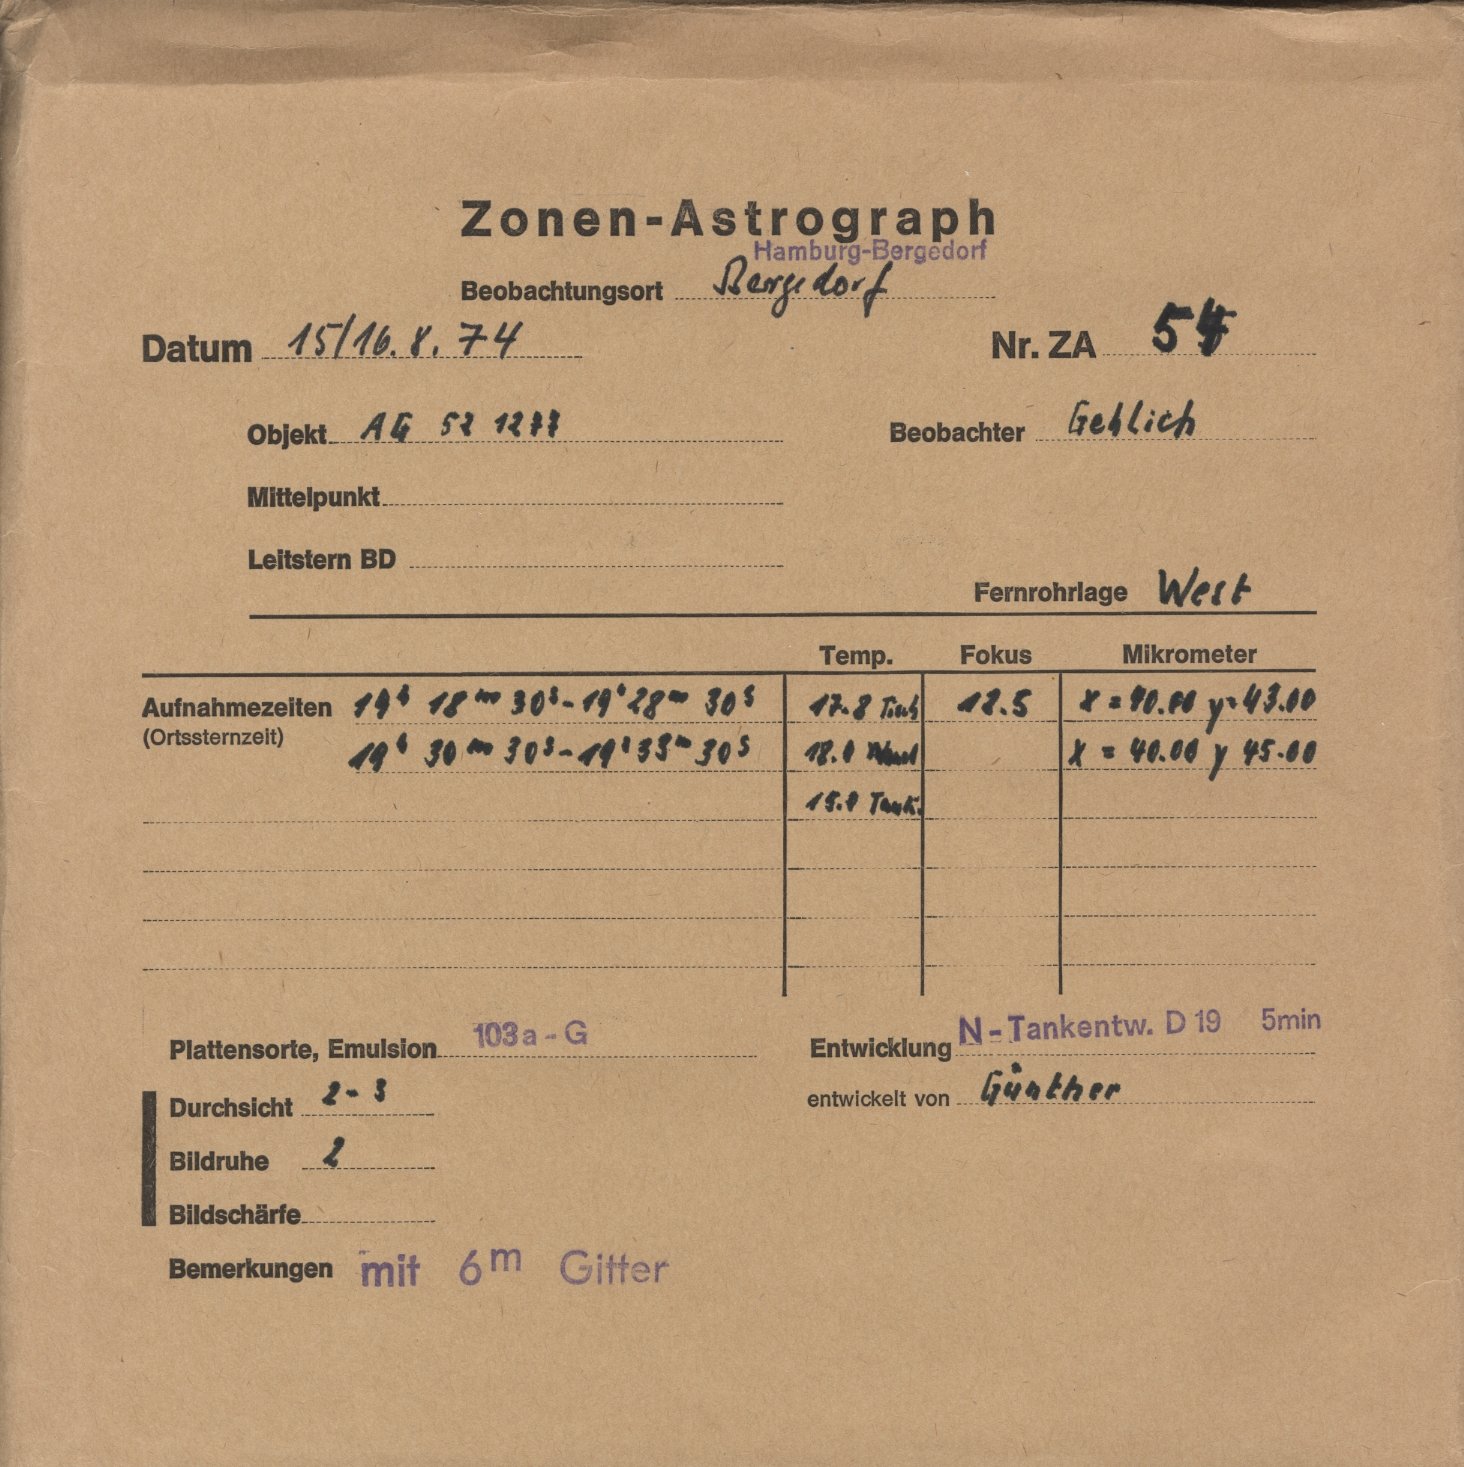 Zonen-Astrograph
Hamburg-Bergedorf
Beobachtungsort Bergedorf
Datum 15/16.8.74 Nr. ZA
Objekt AG 52 1277 Beobachter Gehlich
Mittelpunkt
Leitstern BD
Fernrohrlage West
Temp. Fokus Mikrometer
Aufnahmezeiten 19h 18m 30s - 19h 28m 30s 17.8 18.5 x = 40.00 y = 43.00
(Ortssternzeit)
19h 30m 30s - 19h 33m 30s 18.0 x = 40.00 y 45.00
15.0 Tank.
Plattensorte, Emulsion 103a-G Entwicklung N-Tankentw. D 19 5min
Durchsicht 2-3 entwickelt von Günther
Bildruhe 2
Bildschärfe
Bemerkungen mit 6m Gitter